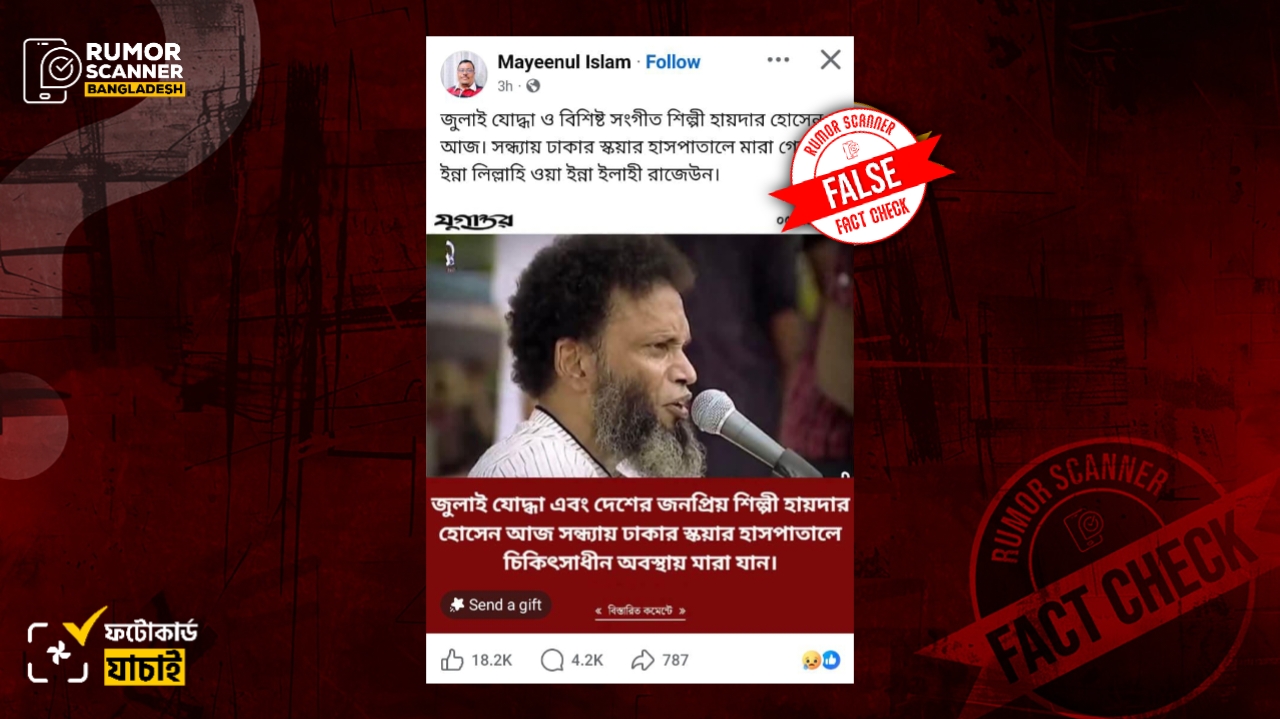 RUMOR
SCANNER
BANGLADESH
Mayeenul Islam · Follow
3h ·
জুলাই যোদ্ধা ও বিশিষ্ট সংগীত শিল্পী হায়দার হোসেন
আজ। সন্ধ্যায় ঢাকার স্কয়ার হাসপাতালে মারা
ইন্না লিল্লাহি ওয়া ইন্না ইলাহী রাজেউন।
RUMOR SCANNER
FALSE
FACT CHECK
যুগান্তর
জুলাই যোদ্ধা এবং দেশের জনপ্রিয় শিল্পী হায়দার
হোসেন আজ সন্ধ্যায় ঢাকার স্কয়ার হাসপাতালে
চিকিৎসাধীন অবস্থায় মারা যান।
Send a gift
« বিস্তারিত কমেন্টে »
18.2K 4.2K 787
ফটোকার্ড
যাচাই
RUMOR SCANNER
FACT CHECK